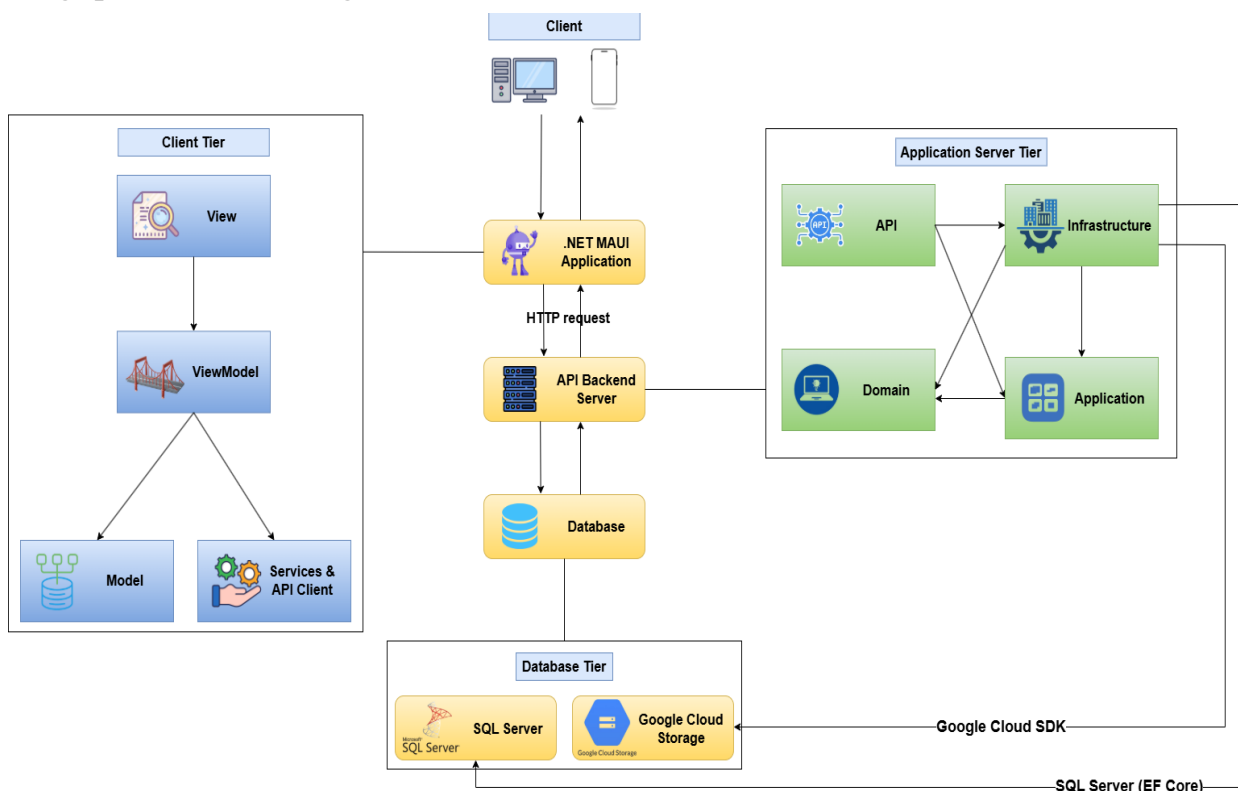 Client
Client Tier
View
ViewModel
Model
Services &
API Client
.NET MAUI
Application
HTTP request
API Backend
Server
Database
Application Server Tier
API
API
Infrastructure
Domain
Application
Database Tier
Microsoft
SQL Server
SQL Server
Google Cloud
Storage
Google Cloud Storage
Google Cloud SDK
SQL Server (EF Core)